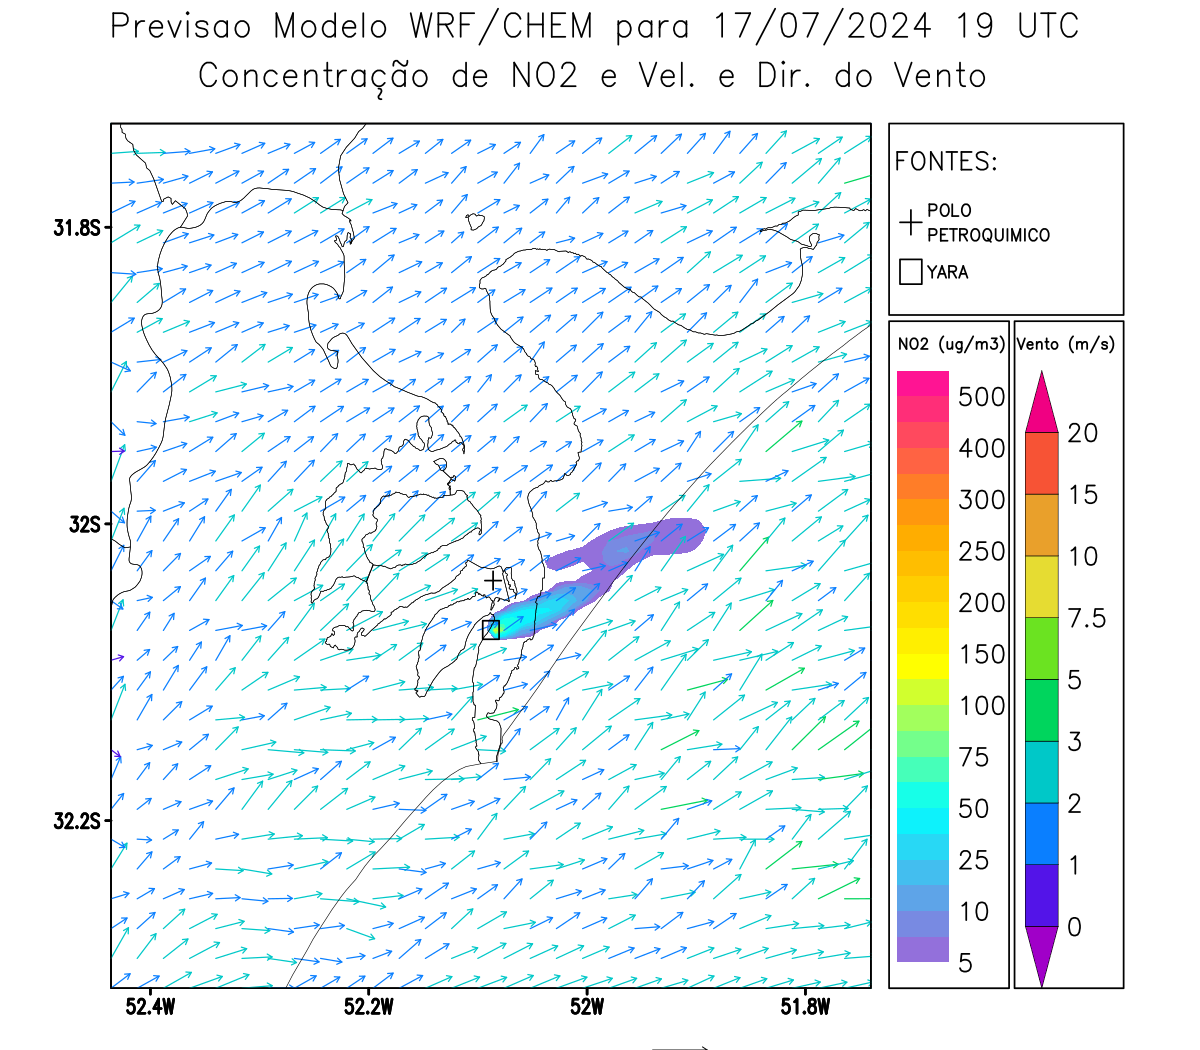 Previsao Modelo WRF/CHEM para 17/07/2024 19 UTC
Concentração de NO2 e Vel. e Dir. do Vento
FONTES:
POLO
PETROQUIMICO
YARA
NO2 (ug/m3)
500
400
300
250
200
150
100
75
50
25
10
5
Vento (m/s)
20
15
10
7.5
5
3
2
1
0
31.8S
32S
32.2S
52.4W
52.2W
52W
51.8W